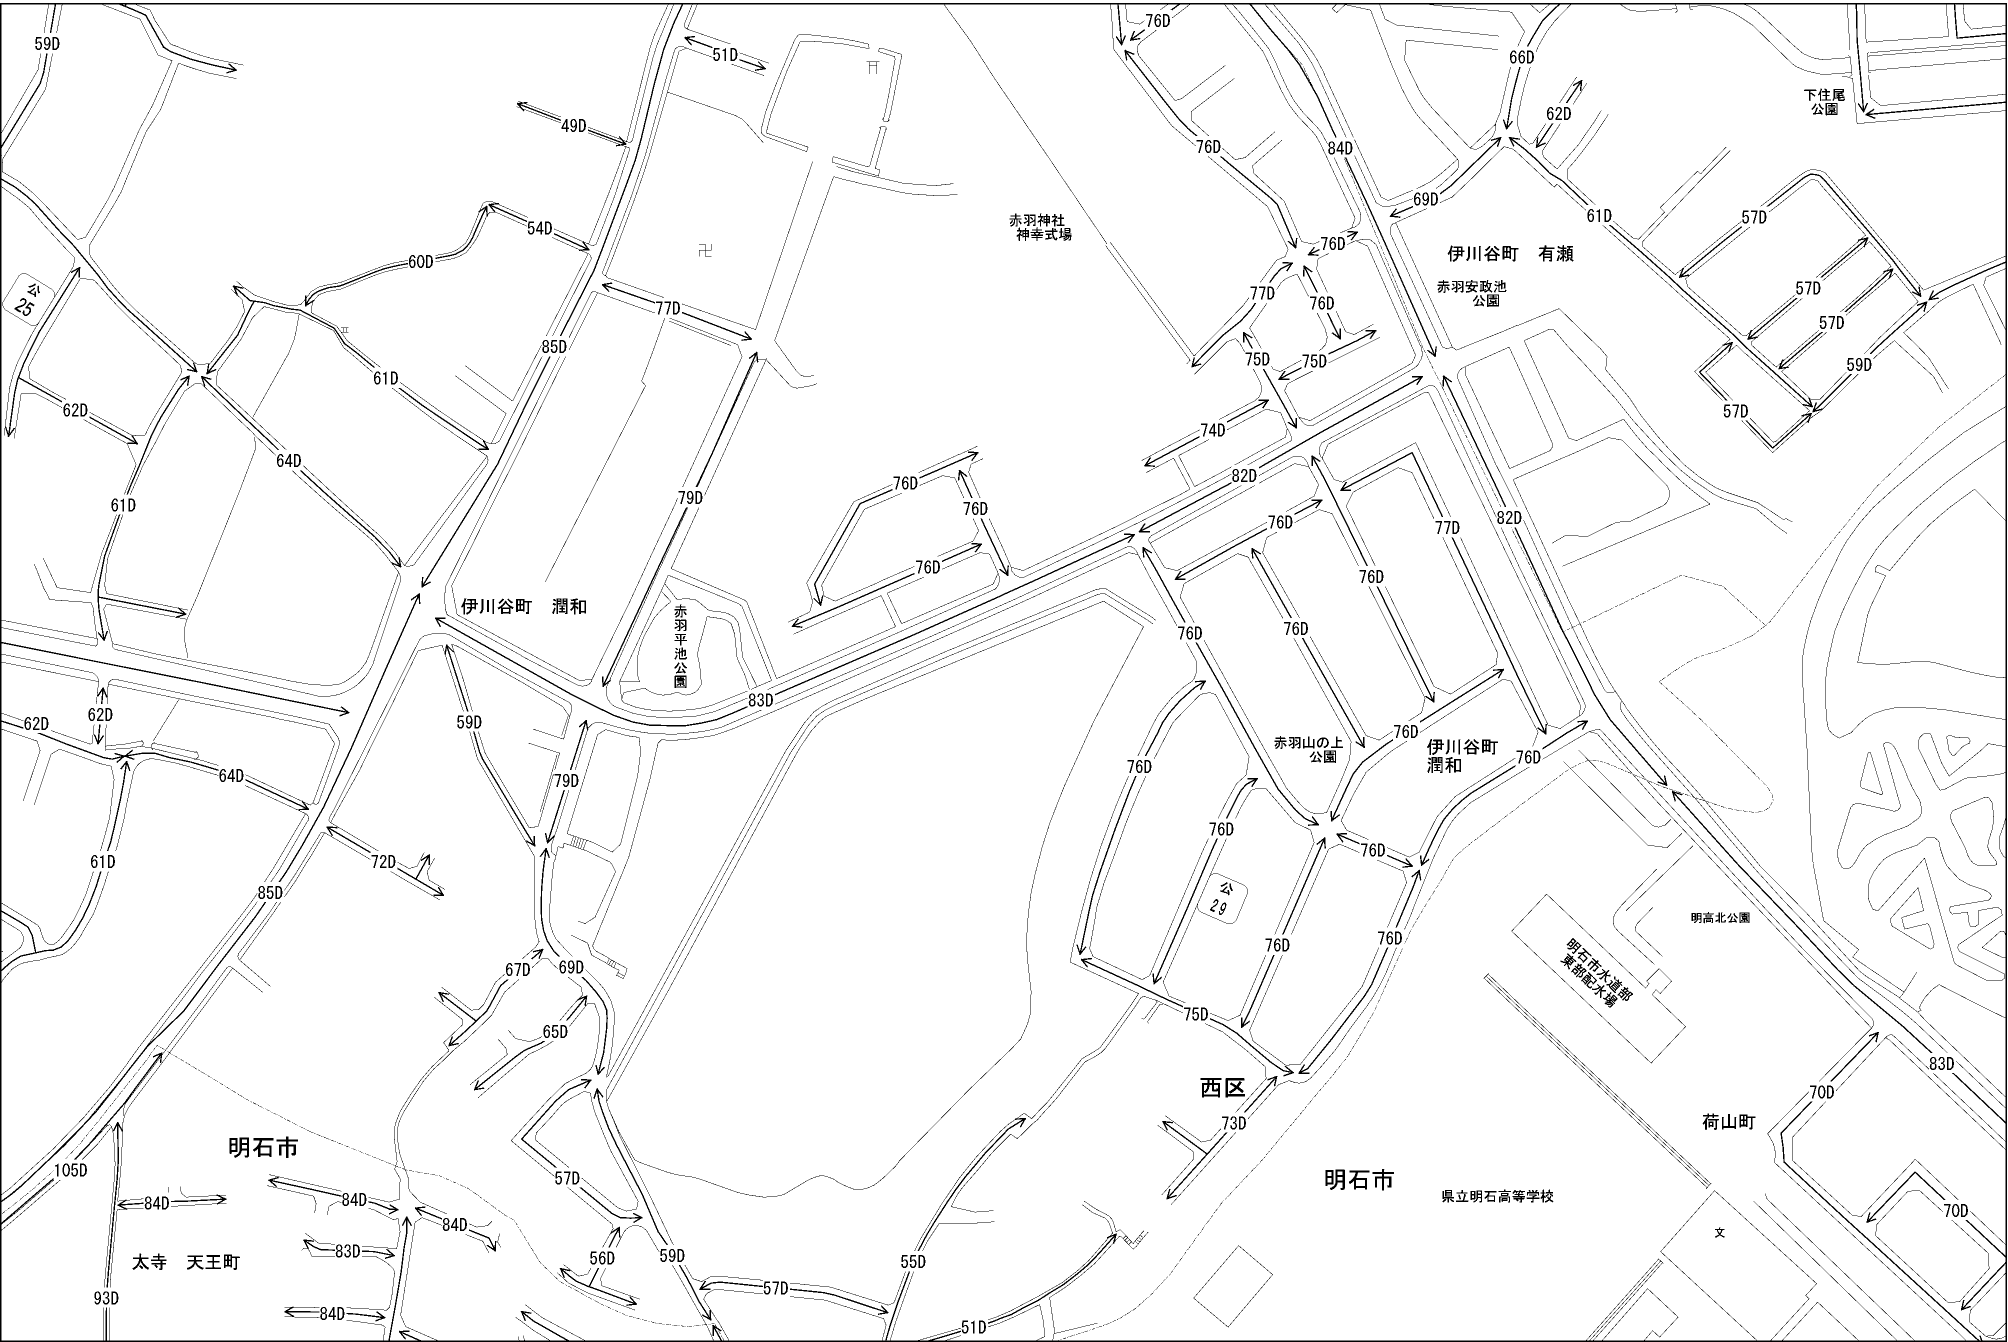 59D
51D
76D
66D
下住尾
公園
49D
62D
76D
84D
69D
赤羽神社
神幸式場
61D
57D
54D
76D
伊川谷町 有瀬
60D
公
25
77D
赤羽安政池
公園
57D
77D
76D
57D
85D
75D
75D
59D
61D
62D
57D
74D
64D
82D
76D
79D
61D
76D
82D
76D
77D
76D
76D
伊川谷町 潤和
赤羽平池公園
76D
76D
76D
83D
62D
62D
59D
76D
赤羽山の上
公園
伊川谷町
潤和
76D
64D
79D
76D
76D
61D
72D
76D
85D
公
29
明高北公園
67D
69D
76D
76D
明石市水道部
東部配水場
65D
75D
83D
西区
70D
73D
荷山町
明石市
105D
57D
明石市
84D
84D
84D
県立明石高等学校
70D
文
83D
56D
59D
55D
太寺 天王町
93D
57D
84D
51D